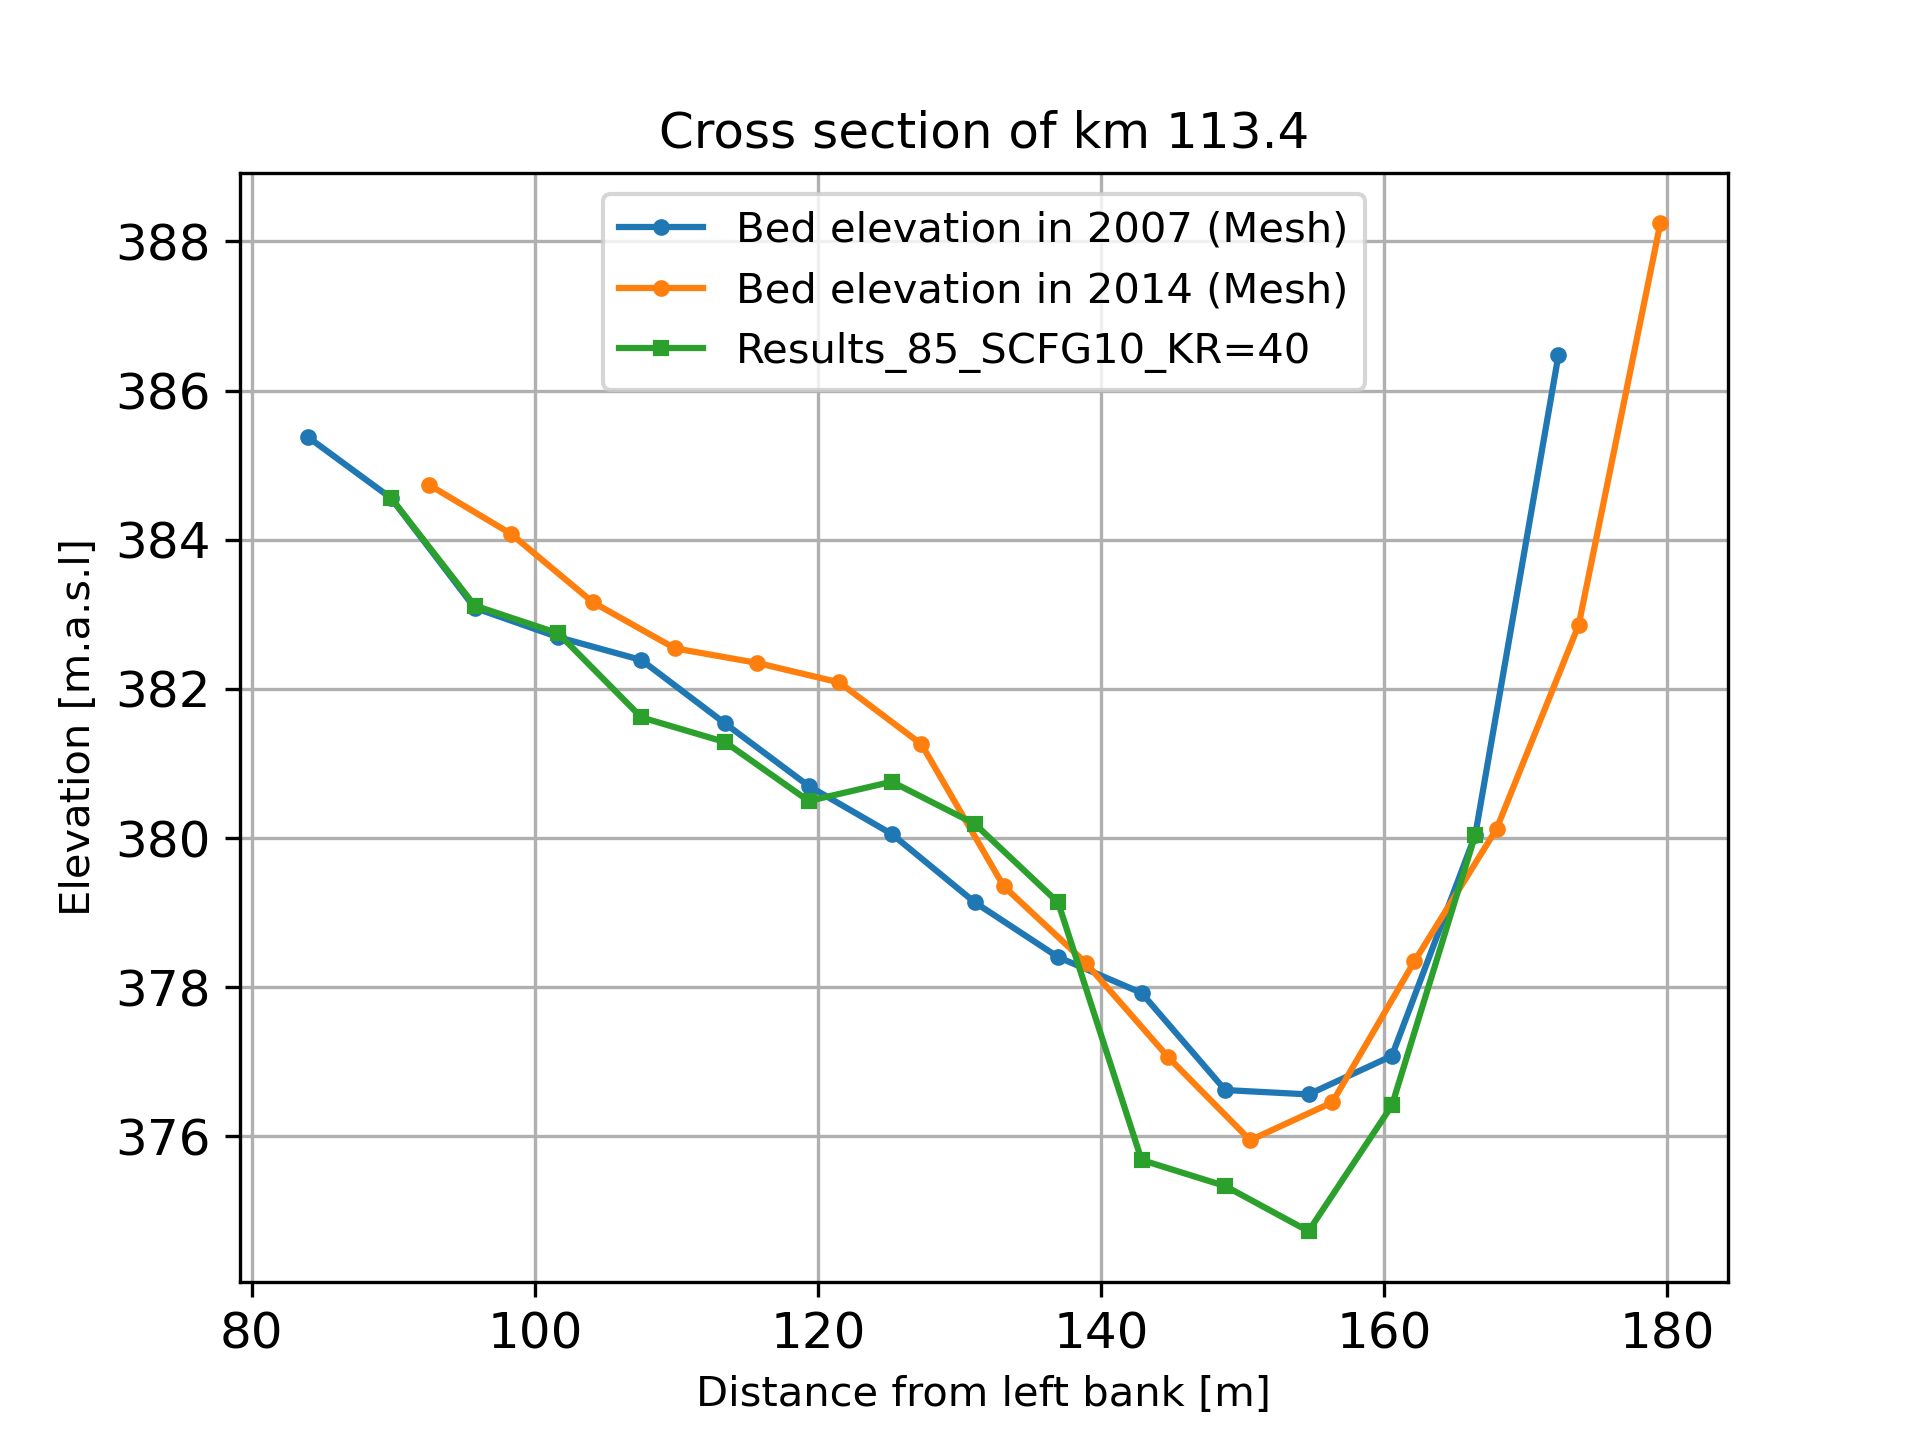 Cross section of km 113.4
Bed elevation in 2007 (Mesh)
Bed elevation in 2014 (Mesh)
Results_85_SCFG10_KR=40
388
386
384
382
380
378
376
Elevation [m.a.s.l]
80 100 120 140 160 180
Distance from left bank [m]